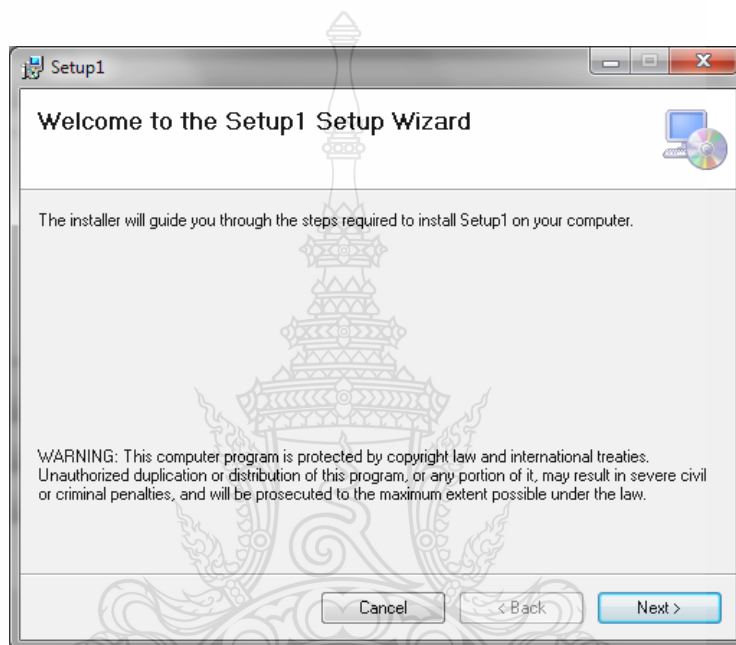 Setup1
Welcome to the Setup1 Setup Wizard
The installer will guide you through the steps required to install Setup1 on your computer.
WARNING: This computer program is protected by copyright law and international treaties.
Unauthorized duplication or distribution of this program, or any portion of it, may result in severe civil
or criminal penalties, and will be prosecuted to the maximum extent possible under the law.
Cancel
< Back
Next >